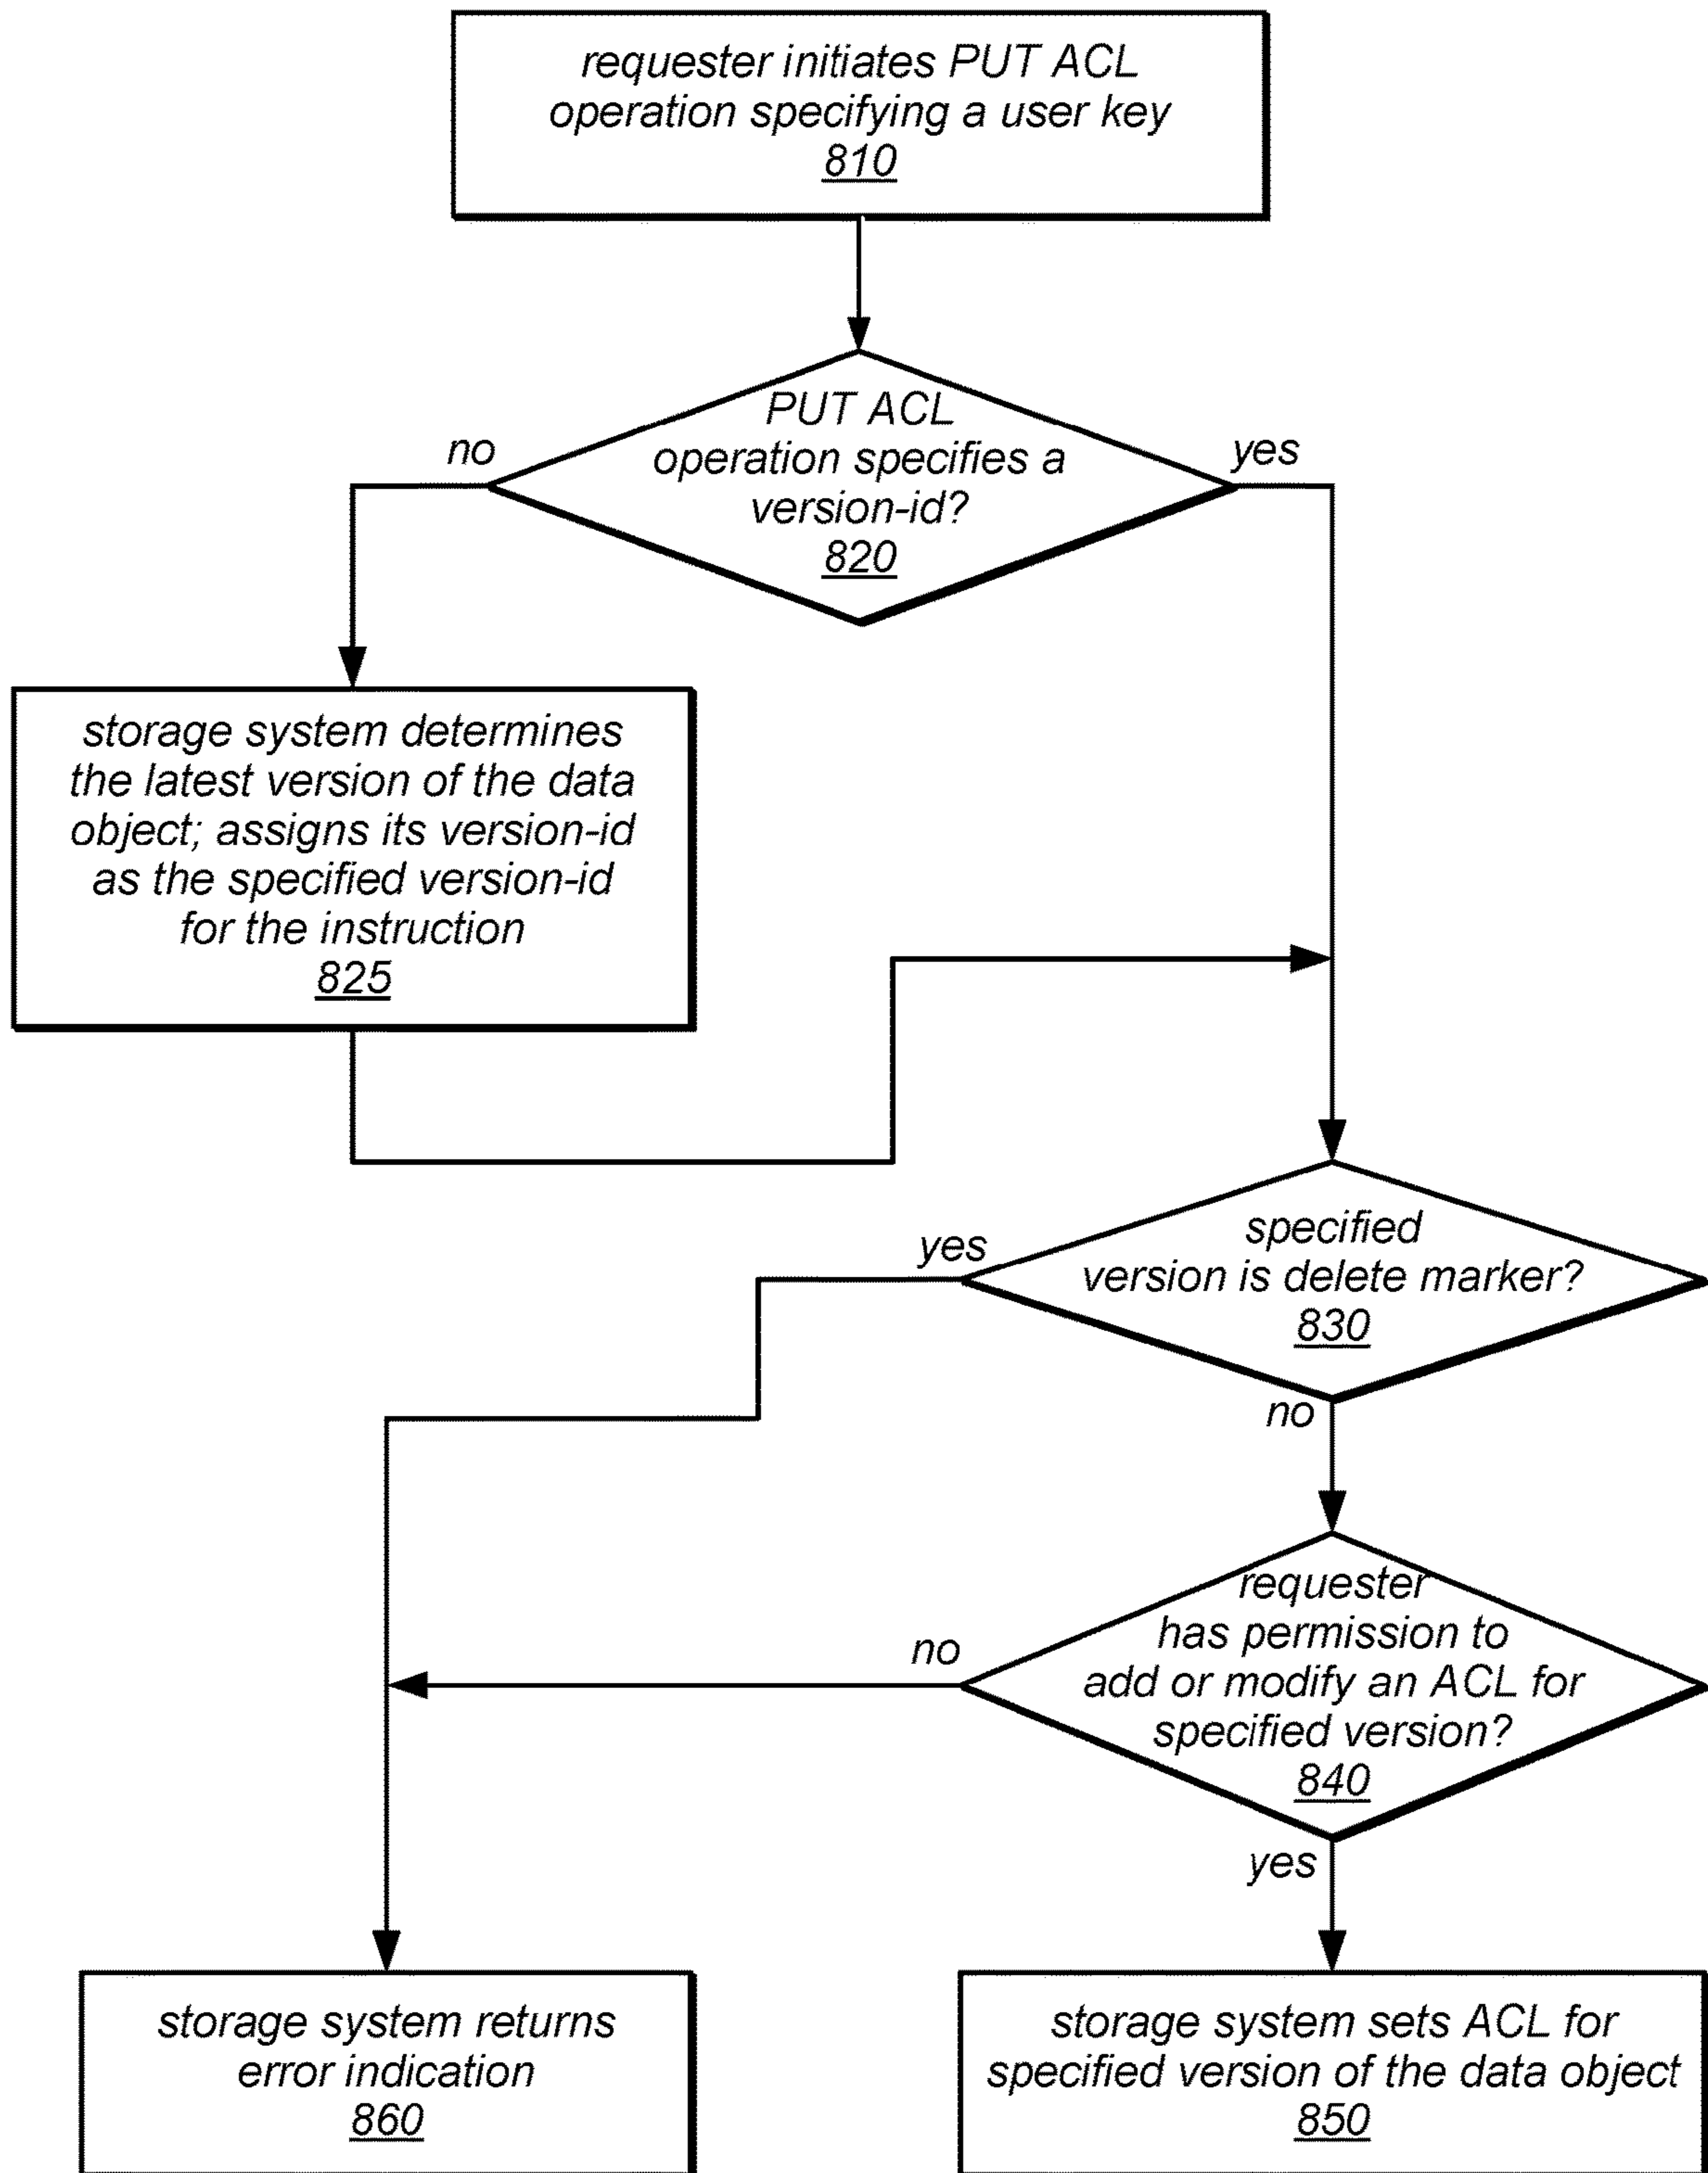 requester initiates PUT ACL
operation specifying a user key
810
PUT ACL
operation specifies a
version-id?
820
no
yes
storage system determines
the latest version of the data
object; assigns its version-id
as the specified version-id
for the instruction
825
specified
version is delete marker?
830
yes
no
requester
has permission to
add or modify an ACL for
specified version?
840
no
yes
storage system returns
error indication
860
storage system sets ACL for
specified version of the data object
850